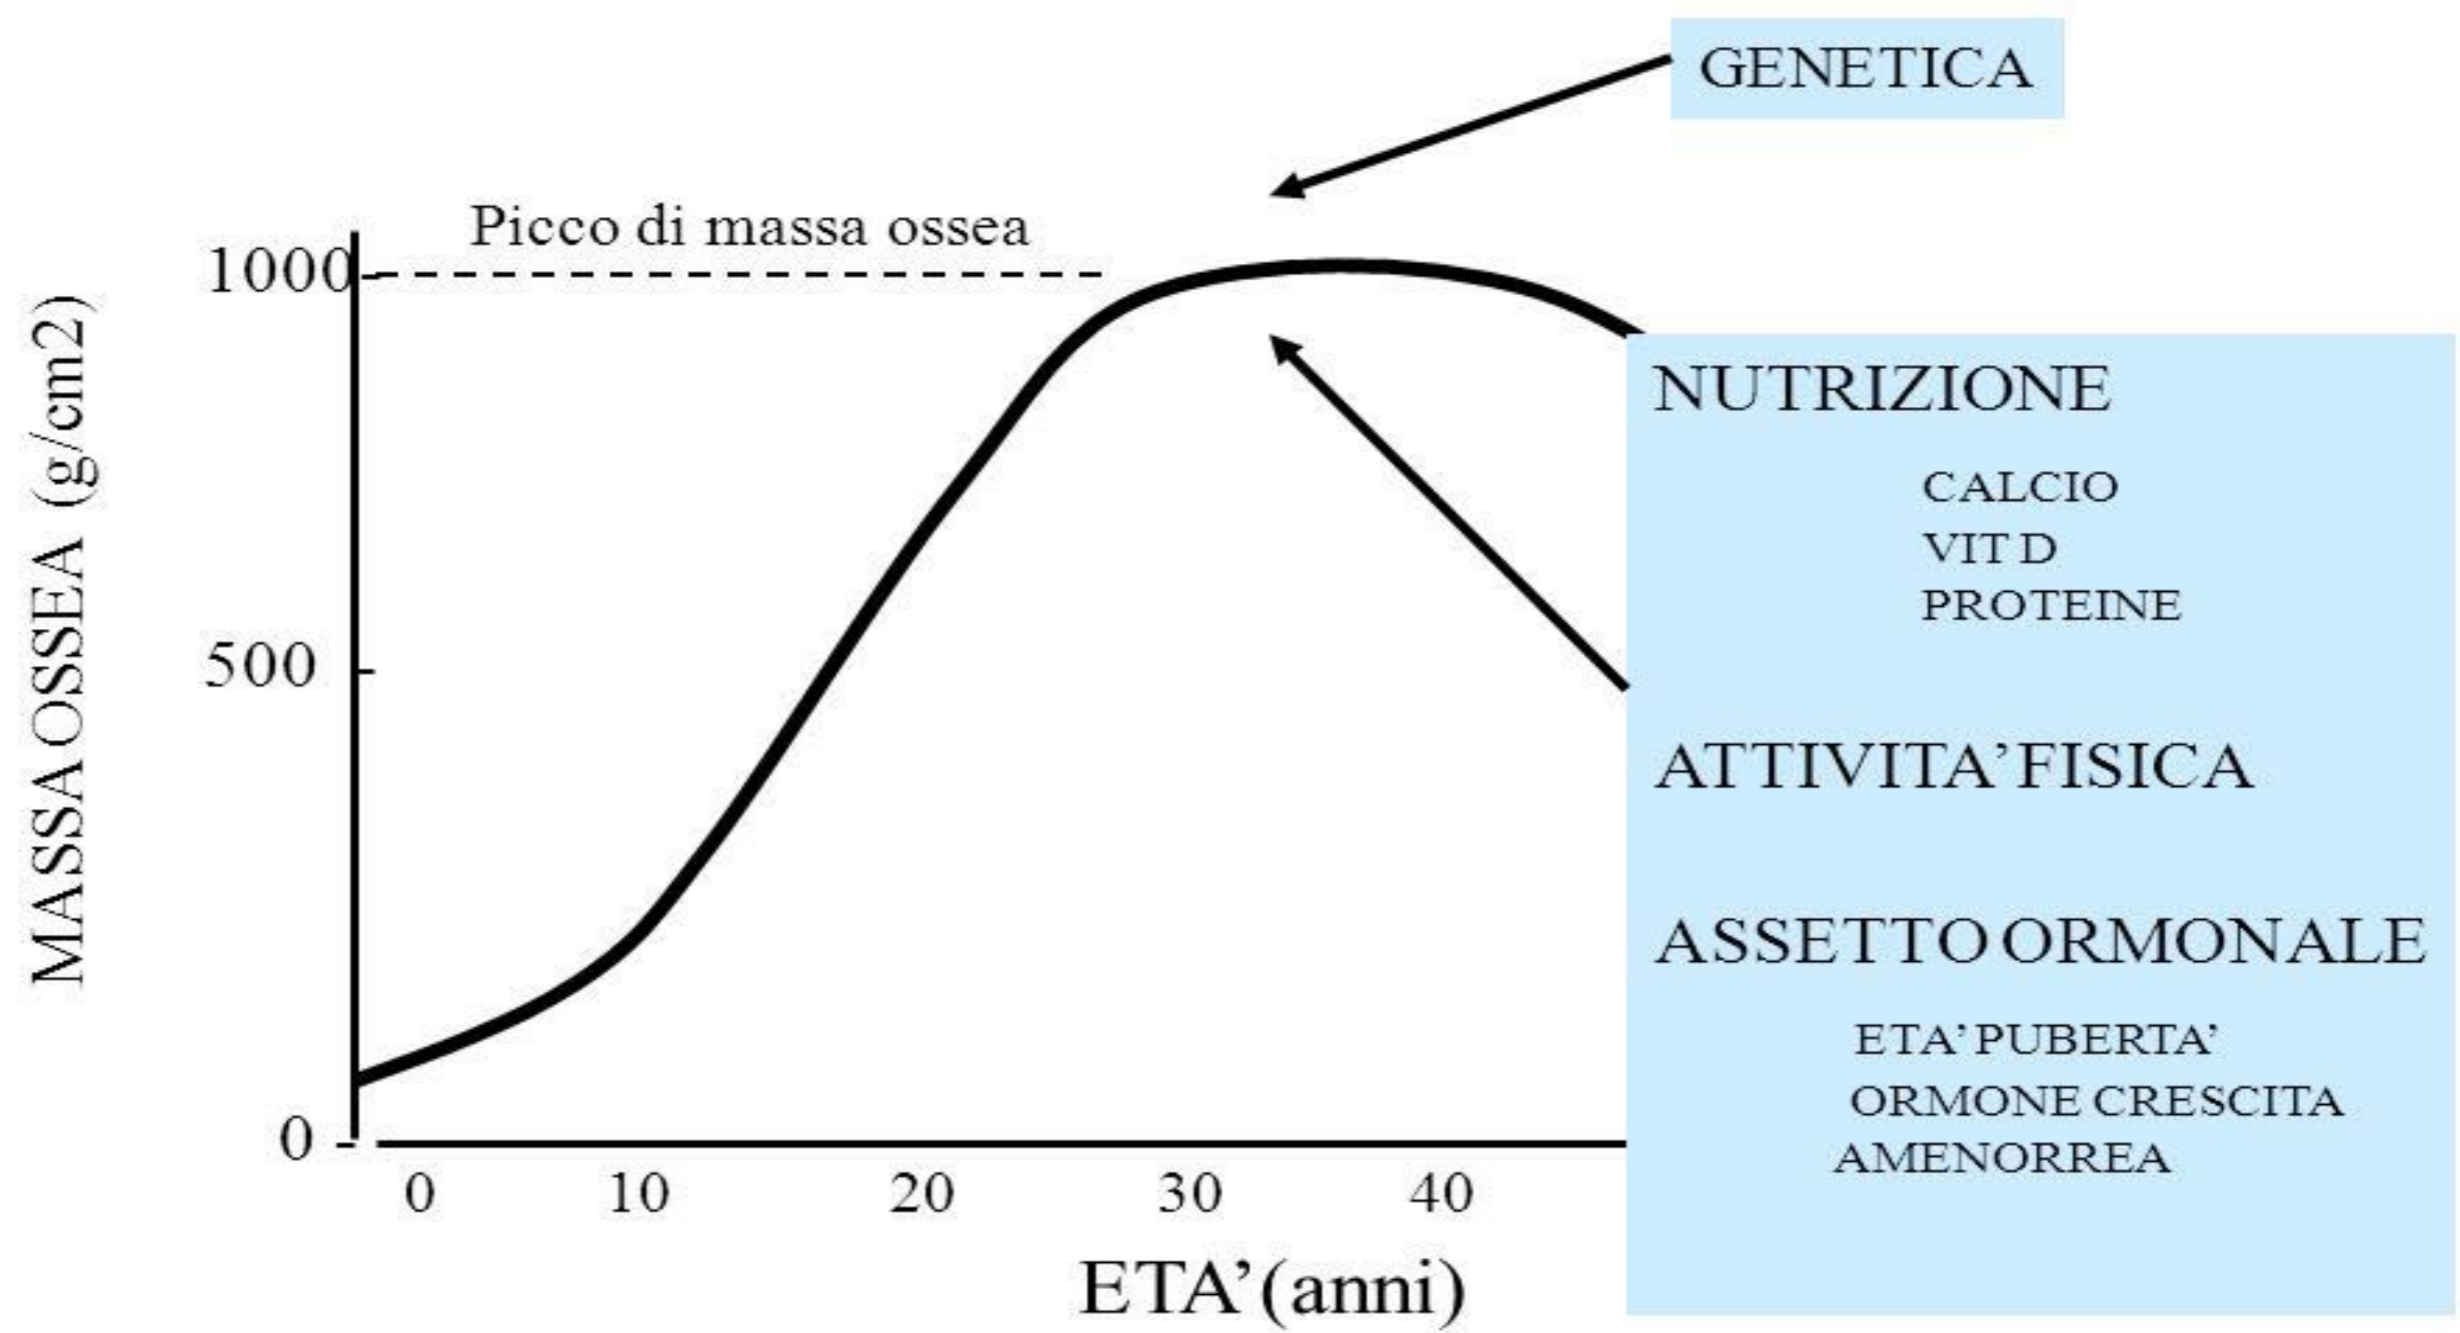 GENETICA
Picco di massa ossea
1000
500
0
MASSA OSSEA (g/cm2)
0 10 20 30 40
ETA’ (anni)
NUTRIZIONE
CALCIO
VIT D
PROTEINE
ATTIVITA’ FISICA
ASSETTO ORMONALE
ETA’ PUBERTA’
ORMONE CRESCITA
AMENORREA